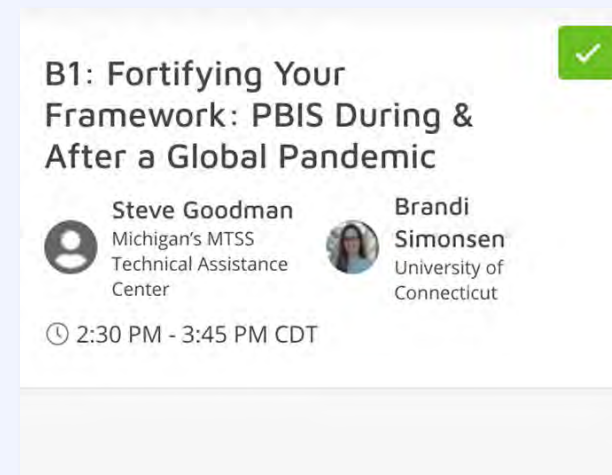 B1: Fortifying Your
Framework: PBIS During &
After a Global Pandemic
Steve Goodman
Michigan's MTSS
Technical Assistance
Center
Brandi
Simonsen
University of
Connecticut
2:30 PM - 3:45 PM CDT